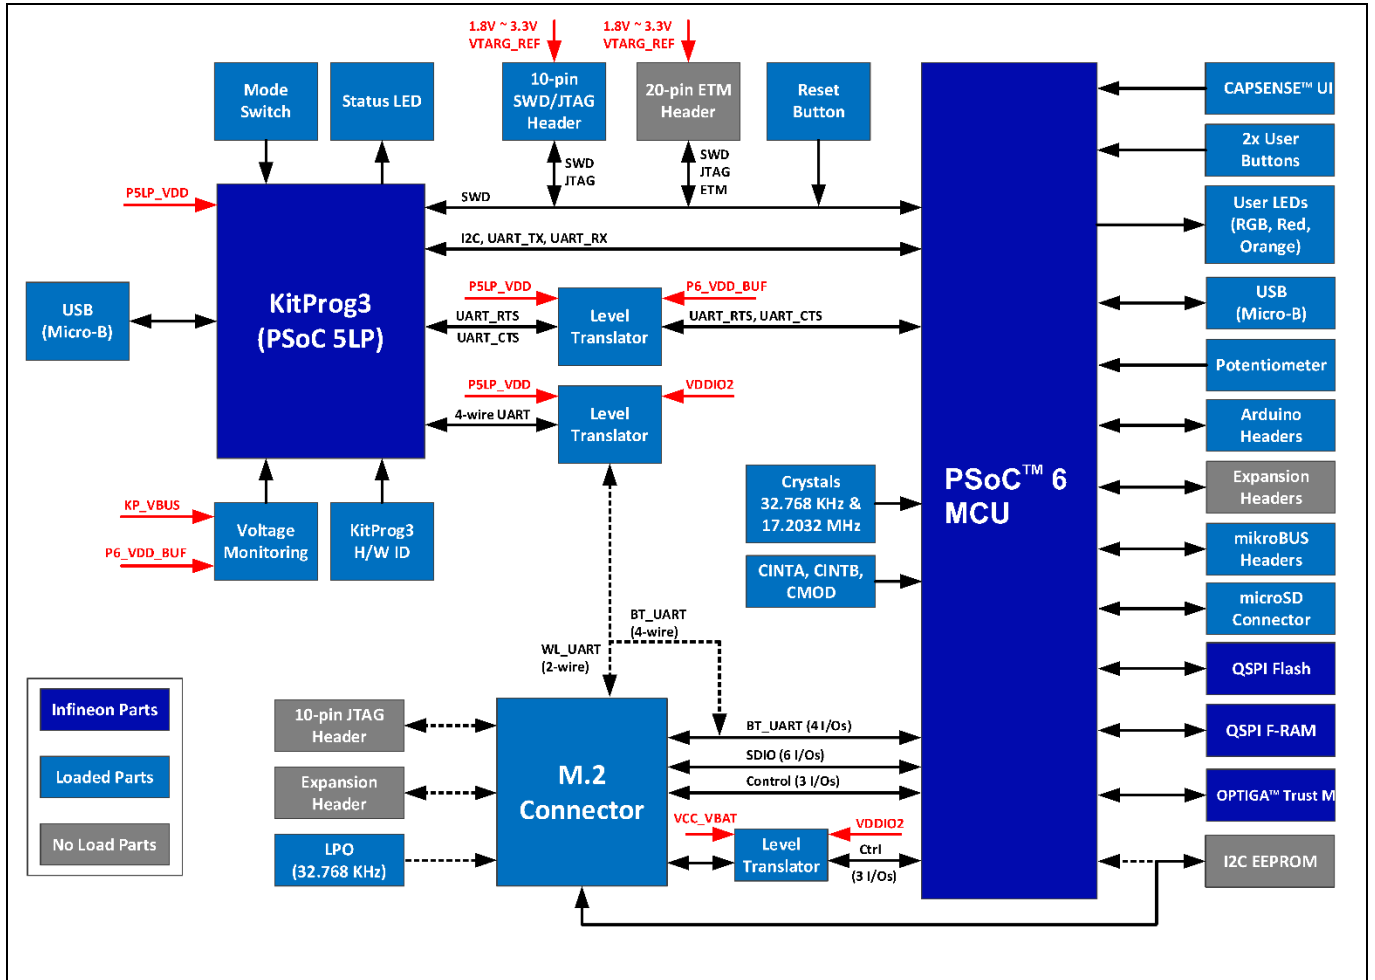 1.8V ~ 3.3V
VTARG_REF
1.8V ~ 3.3V
VTARG_REF
Mode
Switch
Status LED
10-pin
SWD/JTAG
Header
20-pin ETM
Header
Reset
Button
CAPSENSE™ UI
2x User
Buttons
User LEDs
(RGB, Red,
Orange)
USB
(Micro-B)
Potentiometer
Arduino
Headers
Expansion
Headers
mikroBUS
Headers
microSD
Connector
QSPI Flash
QSPI F-RAM
OPTIGA™ Trust M
I2C EEPROM
SWD
JTAG
SWD
JTAG
ETM
P5LP_VDD
SWD
I2C, UART_TX, UART_RX
KitProg3
(PSoC 5LP)
USB
(Micro-B)
P5LP_VDD
P6_VDD_BUF
UART_RTS
UART_CTS
Level
Translator
UART_RTS, UART_CTS
P5LP_VDD
VDDIO2
4-wire UART
Level
Translator
PSoC™ 6
MCU
Crystals
32.768 KHz &
17.2032 MHz
CINTA, CINTB,
CMOD
KP_VBUS
P6_VDD_BUF
Voltage
Monitoring
KitProg3
H/W ID
BT_UART
(4-wire)
WL_UART
(2-wire)
Infineon Parts
Loaded Parts
No Load Parts
10-pin JTAG
Header
Expansion
Header
LPO
(32.768 KHz)
M.2
Connector
BT_UART (4 I/Os)
SDIO (6 I/Os)
Control (3 I/Os)
VCC_VBAT
VDDIO2
Level
Translator
Ctrl
(3 I/Os)